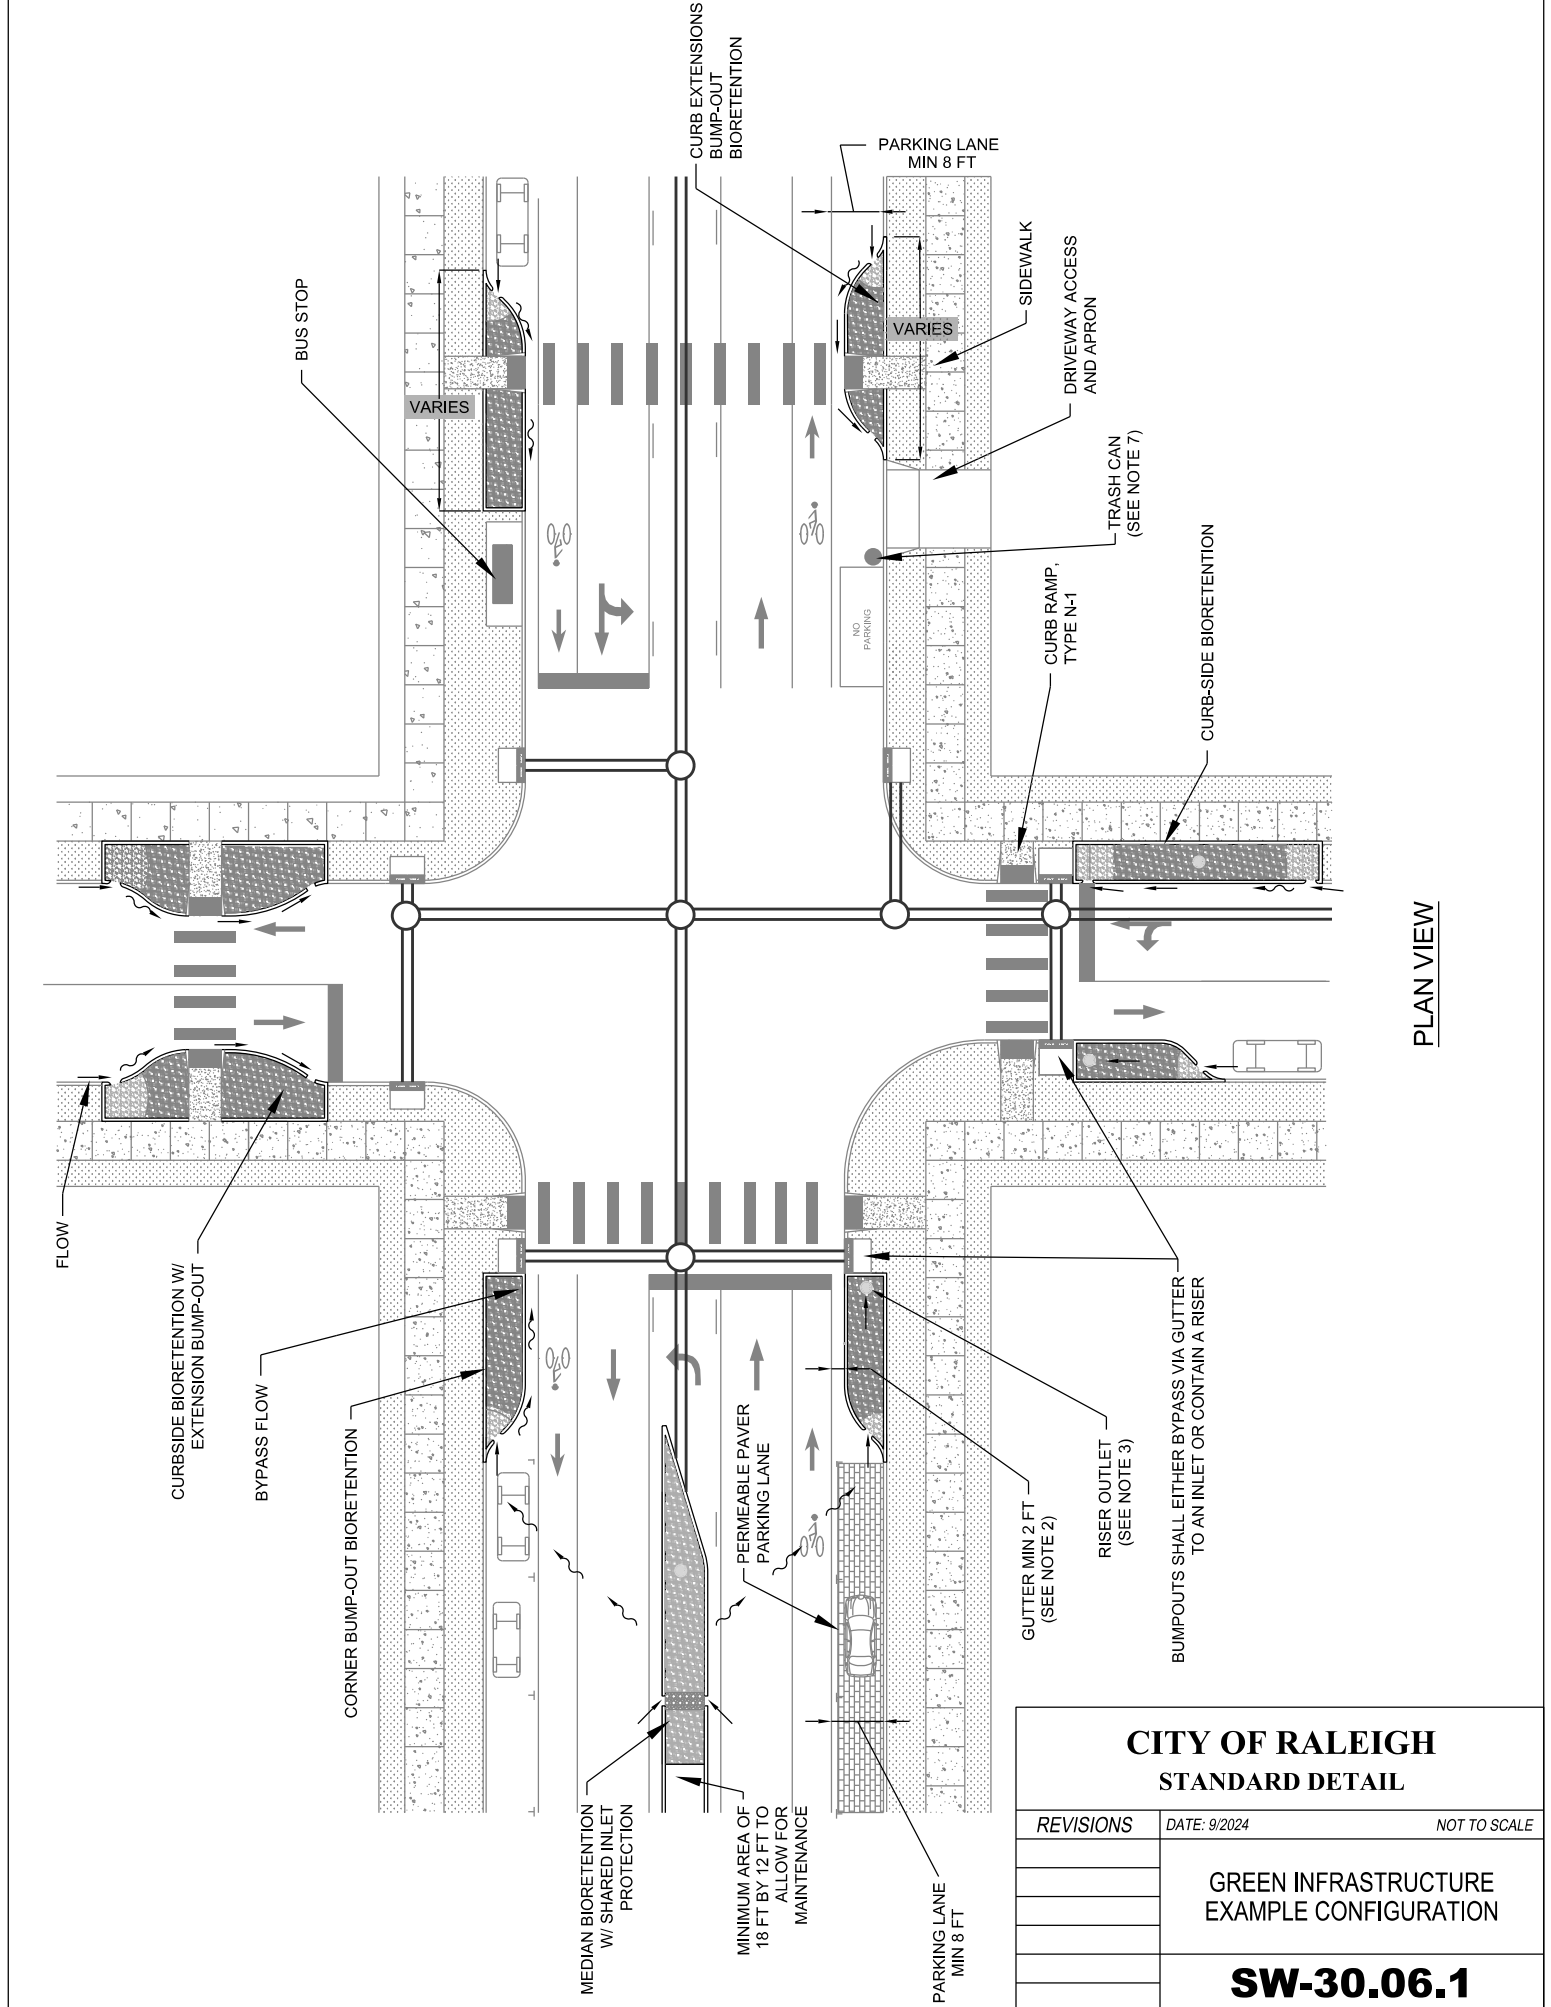 FLOW
CURBSIDE BIORETENTION W/
EXTENSION BUMP-OUT
BYPASS FLOW
CORNER BUMP-OUT BIORETENTION
MEDIAN BIORETENTION
W/ SHARED INLET
PROTECTION
MINIMUM AREA OF
18 FT BY 12 FT TO
ALLOW FOR
MAINTENANCE
PERMEABLE PAVER
PARKING LANE
PARKING LANE
MIN 8 FT
GUTTER MIN 2 FT
(SEE NOTE 2)
RISER OUTLET
(SEE NOTE 3)
BUMPOUTS SHALL EITHER BYPASS VIA GUTTER
TO AN INLET OR CONTAIN A RISER
BUS STOP
VARIES
CURB EXTENSIONS
BUMP-OUT
BIORETENTION
PARKING LANE
MIN 8 FT
VARIES
SIDEWALK
DRIVEWAY ACCESS
AND APRON
TRASH CAN
(SEE NOTE 7)
NO
PARKING
CURB RAMP,
TYPE N-1
CURB-SIDE BIORETENTION
PLAN VIEW
CITY OF RALEIGH
STANDARD DETAIL
REVISIONS
DATE: 9/2024
NOT TO SCALE
GREEN INFRASTRUCTURE
EXAMPLE CONFIGURATION
SW-30.06.1